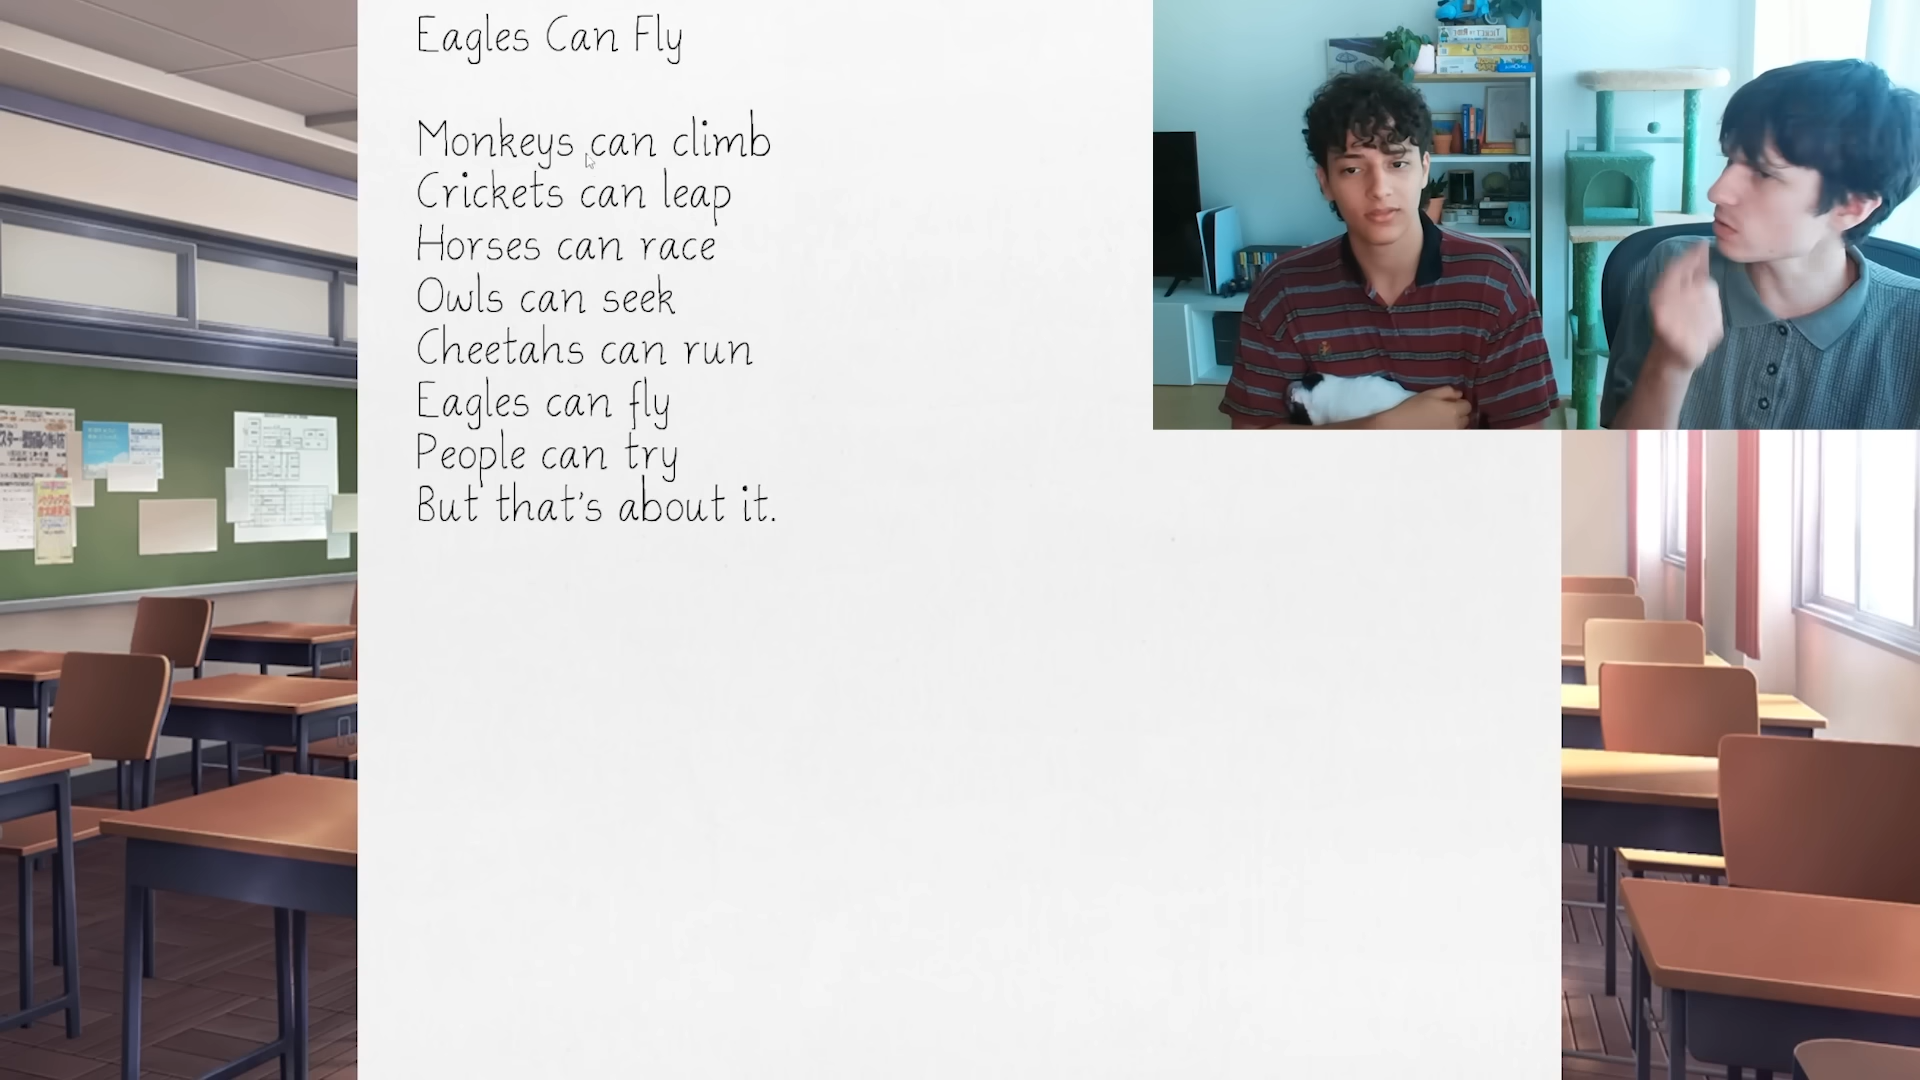 Eagles Can Fly
Monkeys can climb
Crickets can leap
Horses can race
Owls can seek
Cheetahs can run
Eagles can fly
People can try
But that's about it.